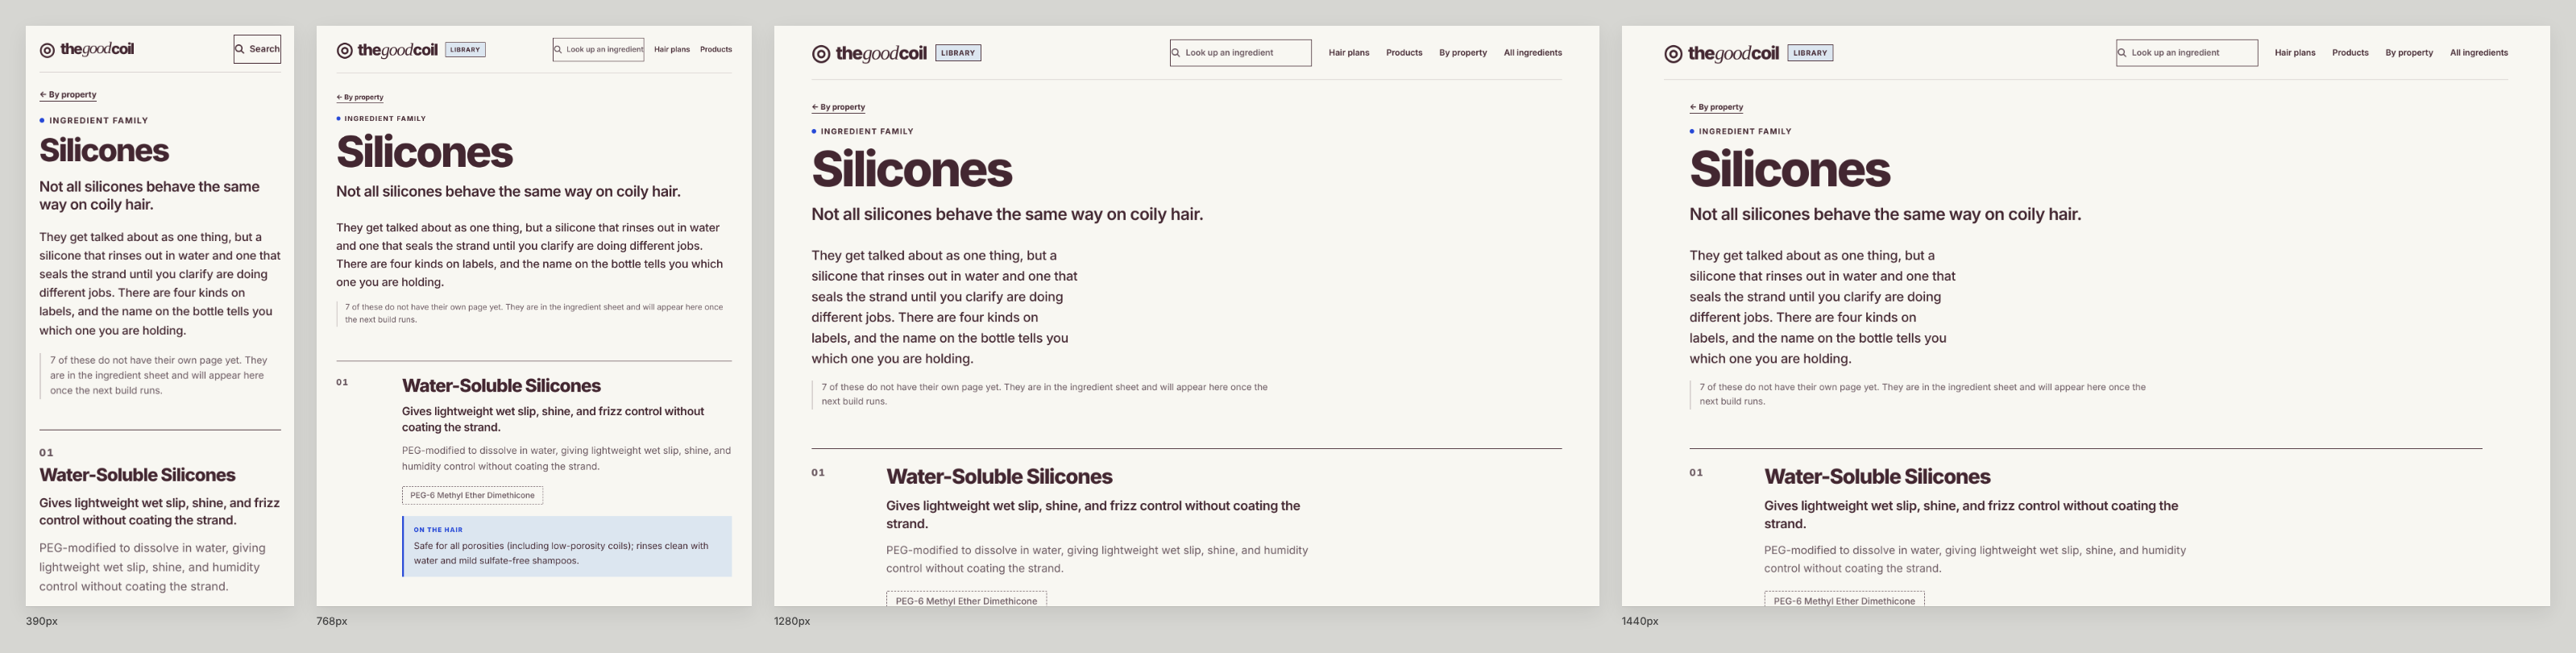 thegoodcoil
Search
← By property
INGREDIENT FAMILY
Silicones
Not all silicones behave the same
way on coily hair.
They get talked about as one thing, but a
silicone that rinses out in water and one that
seals the strand until you clarify are doing
different jobs. There are four kinds on
labels, and the name on the bottle tells you
which one you are holding.
7 of these do not have their own page yet. They
are in the ingredient sheet and will appear here
once the next build runs.
01
Water-Soluble Silicones
Gives lightweight wet slip, shine, and frizz
control without coating the strand.
PEG-modified to dissolve in water, giving
lightweight wet slip, shine, and humidity
control without coating the strand.
390px
thegoodcoil LIBRARY
Look up an ingredient Hair plans Products
← By property
INGREDIENT FAMILY
Silicones
Not all silicones behave the same way on coily hair.
They get talked about as one thing, but a silicone that rinses out in water
and one that seals the strand until you clarify are doing different jobs.
There are four kinds on labels, and the name on the bottle tells you which
one you are holding.
7 of these do not have their own page yet. They are in the ingredient sheet and will appear here once
the next build runs.
01
Water-Soluble Silicones
Gives lightweight wet slip, shine, and frizz control without
coating the strand.
PEG-modified to dissolve in water, giving lightweight wet slip, shine, and
humidity control without coating the strand.
PEG-6 Methyl Ether Dimethicone
ON THE HAIR
Safe for all porosities (including low-porosity coils); rinses clean with
water and mild sulfate-free shampoos.
768px
thegoodcoil LIBRARY
Look up an ingredient Hair plans Products By property All ingredients
← By property
INGREDIENT FAMILY
Silicones
Not all silicones behave the same way on coily hair.
They get talked about as one thing, but a
silicone that rinses out in water and one that
seals the strand until you clarify are doing
different jobs. There are four kinds on
labels, and the name on the bottle tells you
which one you are holding.
7 of these do not have their own page yet. They are in the ingredient sheet and will appear here once the
next build runs.
01
Water-Soluble Silicones
Gives lightweight wet slip, shine, and frizz control without coating the
strand.
PEG-modified to dissolve in water, giving lightweight wet slip, shine, and humidity
control without coating the strand.
PEG-6 Methyl Ether Dimethicone
1280px
thegoodcoil LIBRARY
Look up an ingredient Hair plans Products By property All ingredients
← By property
INGREDIENT FAMILY
Silicones
Not all silicones behave the same way on coily hair.
They get talked about as one thing, but a
silicone that rinses out in water and one that
seals the strand until you clarify are doing
different jobs. There are four kinds on
labels, and the name on the bottle tells you
which one you are holding.
7 of these do not have their own page yet. They are in the ingredient sheet and will appear here once the
next build runs.
01
Water-Soluble Silicones
Gives lightweight wet slip, shine, and frizz control without coating the
strand.
PEG-modified to dissolve in water, giving lightweight wet slip, shine, and humidity
control without coating the strand.
PEG-6 Methyl Ether Dimethicone
1440px